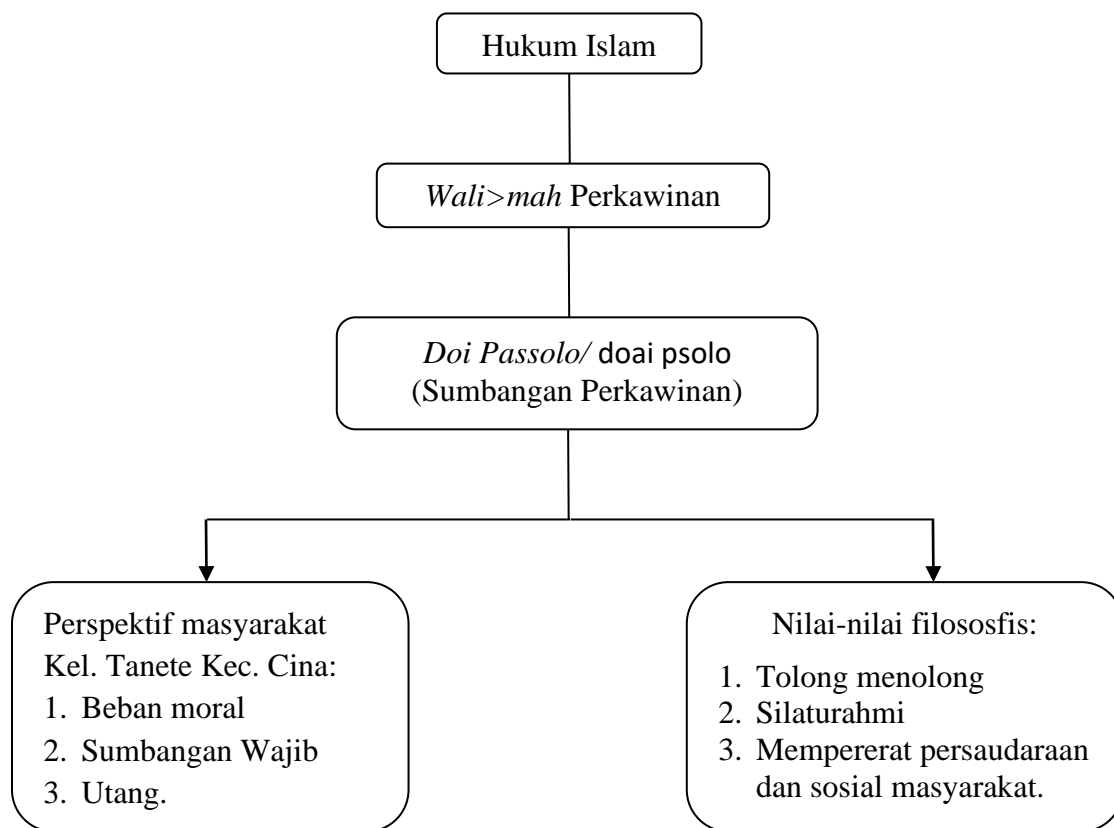 Hukum Islam
Wali>mah Perkawinan
Doi Passolo/ doai psolo
(Sumbangan Perkawinan)
Perspektif masyarakat
Kel. Tanete Kec. Cina:
1. Beban moral
2. Sumbangan Wajib
3. Utang.
Nilai-nilai filososfis:
1. Tolong menolong
2. Silaturahmi
3. Mempererat persaudaraan
dan sosial masyarakat.